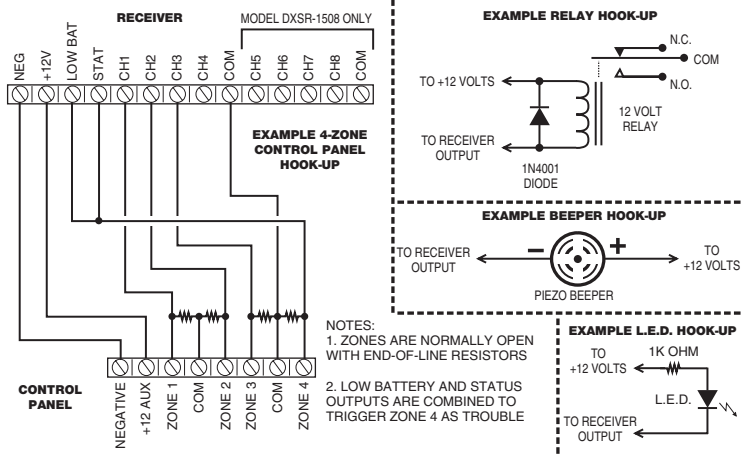 RECEIVER
MODEL DXSR-1508 ONLY
NEG
+12V
LOW BAT
STAT
CH1
CH2
CH3
CH4
COM
CH5
CH6
CH7
CH8
COM
EXAMPLE 4-ZONE
CONTROL PANEL
HOOK-UP
NOTES:
1. ZONES ARE NORMALLY OPEN
WITH END-OF-LINE RESISTORS
2. LOW BATTERY AND STATUS
OUTPUTS ARE COMBINED TO
TRIGGER ZONE 4 AS TROUBLE
CONTROL
PANEL
NEGATIVE
+12 AUX
ZONE 1
COM
ZONE 2
ZONE 3
COM
ZONE 4
EXAMPLE RELAY HOOK-UP
N.C.
COM
N.O.
TO +12 VOLTS
12 VOLT
RELAY
TO RECEIVER
OUTPUT
1N4001
DIODE
EXAMPLE BEEPER HOOK-UP
TO RECEIVER
OUTPUT
– +
TO
+12 VOLTS
PIEZO BEEPER
EXAMPLE L.E.D. HOOK-UP
TO
+12 VOLTS
1K OHM
L.E.D.
TO RECEIVER
OUTPUT